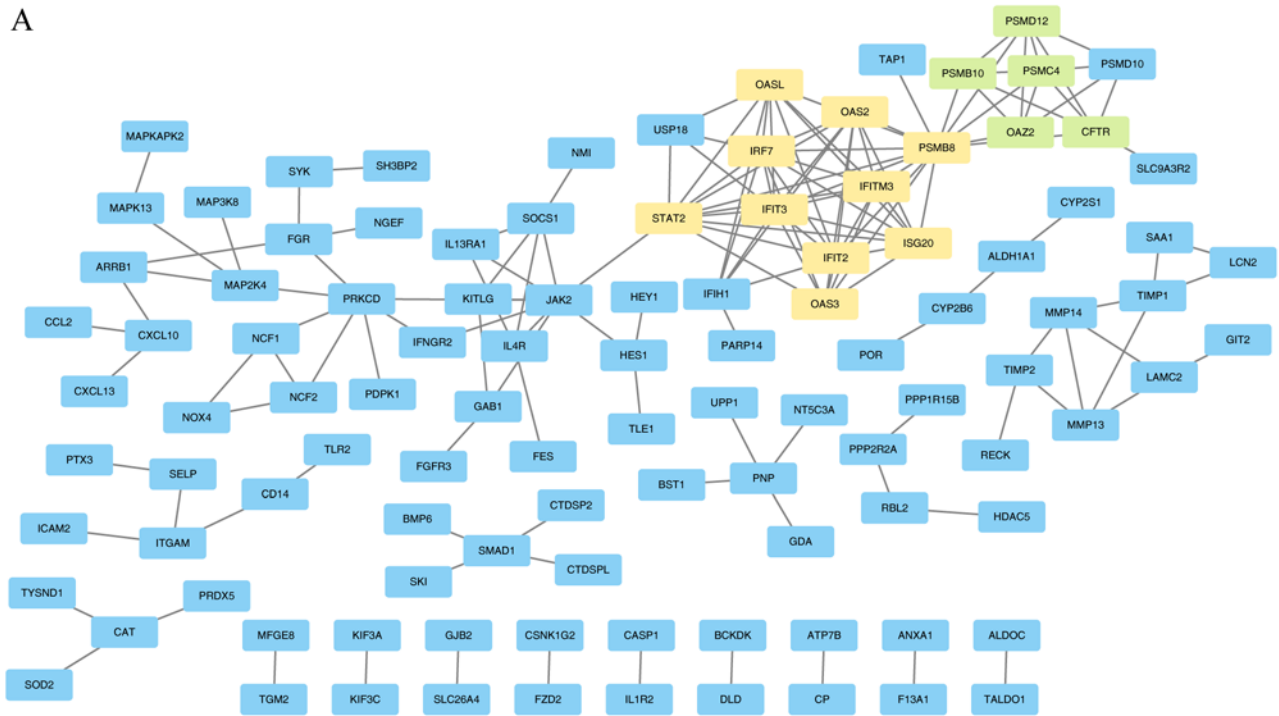 A
PSMD12
TAP1
PSMB10
PSMC4
PSMD10
OASL
OAS2
USP18
OAZ2
CFTR
MAPKAPK2
IRF7
PSMB8
NMI
SLC9A3R2
SYK
SH3BP2
IFITM3
MAPK13
MAP3K8
CYP2S1
STAT2
IFIT3
SOCS1
NGEF
FGR
IL13RA1
ISG20
SAA1
ARRB1
IFIT2
ALDH1A1
LCN2
MAP2K4
PRKCD
KITLG
JAK2
HEY1
IFIH1
OAS3
TIMP1
CYP2B6
MMP14
CCL2
CXCL10
NCF1
IFNGR2
IL4R
PARP14
GIT2
HES1
POR
TIMP2
LAMC2
CXCL13
NCF2
PDPK1
NOX4
GAB1
UPP1
NT5C3A
PPP1R15B
MMP13
TLE1
TLR2
PTX3
SELP
FGFR3
FES
PPP2R2A
RECK
PNP
BST1
CD14
CTDSP2
RBL2
HDAC5
BMP6
ICAM2
ITGAM
GDA
SMAD1
CTDSPL
SKI
TYSND1
PRDX5
CAT
MFGE8
KIF3A
GJB2
CSNK1G2
CASP1
BCKDK
ATP7B
ANXA1
ALDOC
SOD2
TGM2
KIF3C
SLC26A4
FZD2
IL1R2
DLD
CP
F13A1
TALDO1